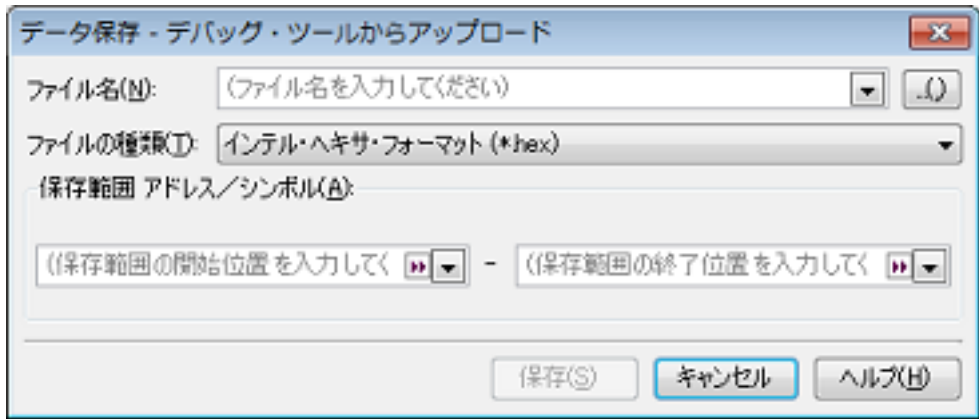 データ保存 - デバッグ・ツールからアップロード
ファイル名(N): (ファイル名を入力してください) ...
ファイルの種類(T): インテル・ヘキサ・フォーマット (*.hex)
保存範囲 アドレス／シンボル(A):
((保存範囲の開始位置を入力してく - ((保存範囲の終了位置を入力してく
保存(S) キャンセル ヘルプ(H)